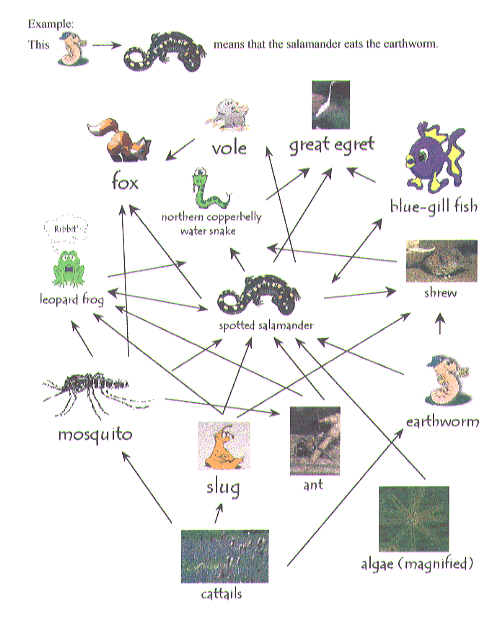 Example:
This means that the salamander eats the earthworm.
vole
great egret
fox
blue-gill fish
northern copperbelly
water snake
Ribbit!
leopard frog
shrew
spotted salamander
earthworm
mosquito
slug
ant
algae (magnified)
cattails